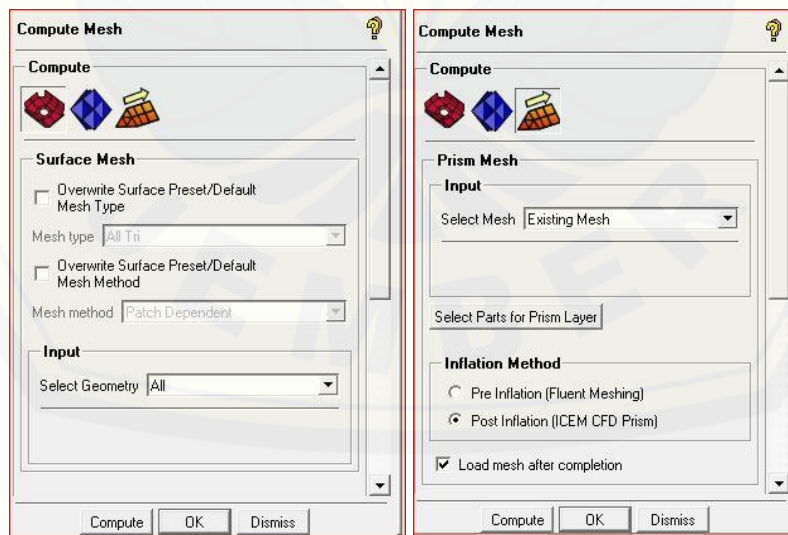 Compute Mesh
Compute
Surface Mesh
Overwrite Surface Preset/Default
Mesh Type
Mesh type All Tri
Overwrite Surface Preset/Default
Mesh Method
Mesh method Patch Dependent
Input
Select Geometry All
Compute OK Dismiss
Compute Mesh
Compute
Prism Mesh
Input
Select Mesh Existing Mesh
Select Parts for Prism Layer
Inflation Method
Pre Inflation (Fluent Meshing)
Post Inflation (ICEM CFD Prism)
Load mesh after completion
Compute OK Dismiss
EMBER